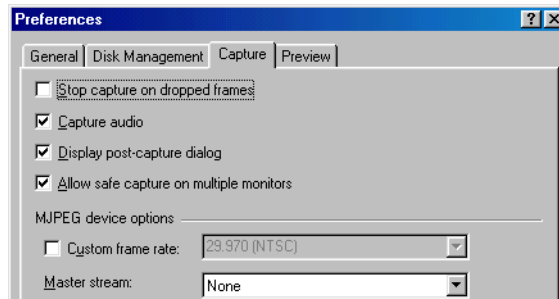 Preferences
General Disk Management Capture Preview
Stop capture on dropped frames
Capture audio
Display post-capture dialog
Allow safe capture on multiple monitors
MJPEG device options
Custom frame rate: 29.970 (NTSC)
Master stream: None